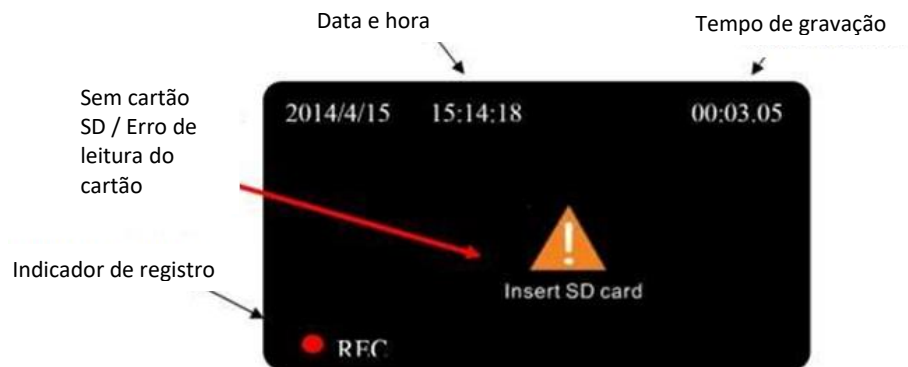 Data e hora
Tempo de gravação
Sem cartão
SD / Erro de
leitura do
cartão
2014/4/15 15:14:18 00:03.05
Insert SD card
Indicador de registro
REC